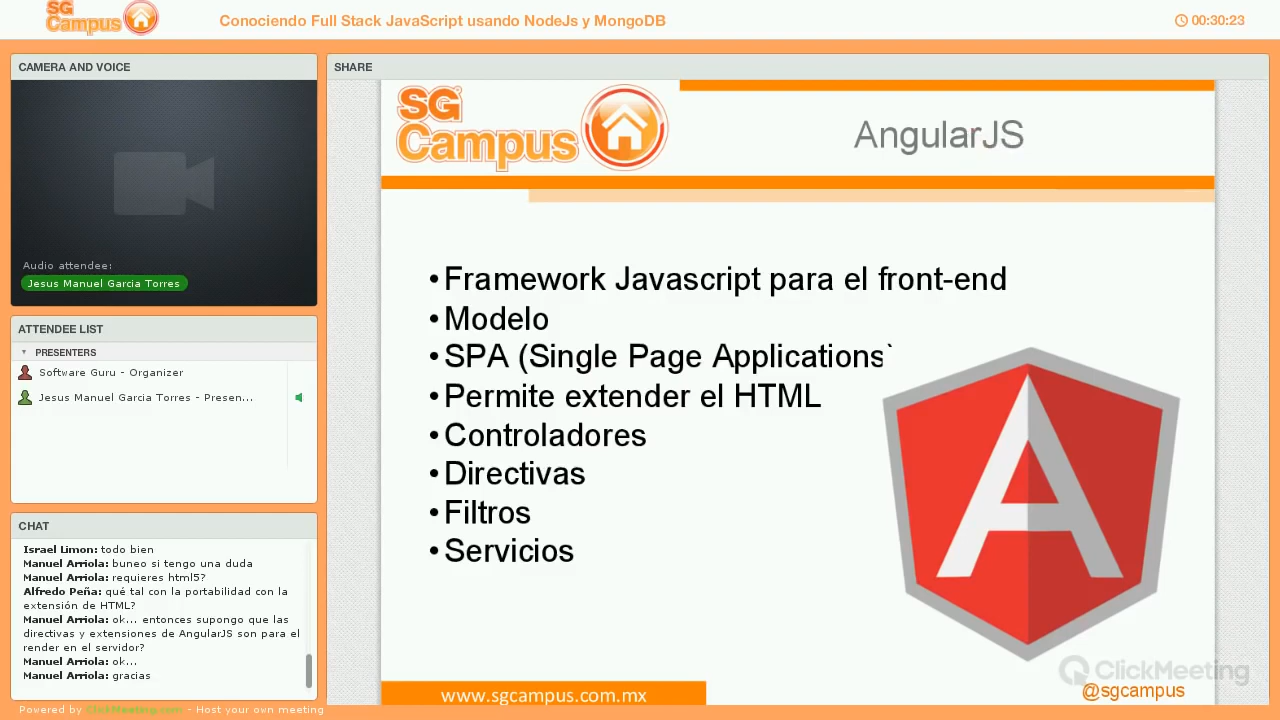 SG Campus
Conociendo Full Stack JavaScript usando NodeJs y MongoDB
00:30:23
CAMERA AND VOICE
Audio attendee:
Jesus Manuel Garcia Torres
ATTENDEE LIST
PRESENTERS
Software Guru - Organizer
Jesus Manuel Garcia Torres - Presen...
CHAT
Israel Limon: todo bien
Manuel Arriola: buneo si tengo una duda
Manuel Arriola: requieres html5?
Alfredo Peña: qué tal con la portabilidad con la
extensión de HTML?
Manuel Arriola: ok... entonces supongo que las
directivas y extensiones de AngularJS son para el
render en el servidor?
Manuel Arriola: ok...
Manuel Arriola: gracias
Powered by ClickMeeting.com - Host your own meeting
SHARE
SG
Campus
AngularJS
•Framework Javascript para el front-end
•Modelo
•SPA (Single Page Applications)
•Permite extender el HTML
•Controladores
•Directivas
•Filtros
•Servicios
A
ClickMeeting
www.sgcampus.com.mx
@sgcampus